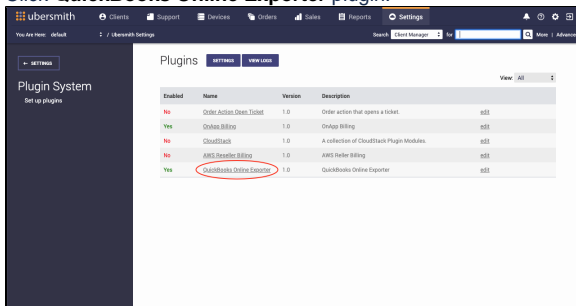 Click QuickBooks Online Exporter plugin.
ubersmith Clients Support Devices Orders Sales Reports Settings
You Are Here: default / Ubersmith Settings Search Client Manager for More | Advanced
← SETTINGS
Plugin System
Set up plugins
Plugins SETTINGS VIEW LOGS
View: All
Enabled Name Version Description
No Order Action Open Ticket 1.0 Order action that opens a ticket. edit
Yes OnApp Billing 1.0 OnApp Billing edit
No CloudStack 1.0 A collection of CloudStack Plugin Modules. edit
No AWS Reseller Billing 1.0 AWS Reller Billing edit
Yes QuickBooks Online Exporter 1.0 QuickBooks Online Exporter edit